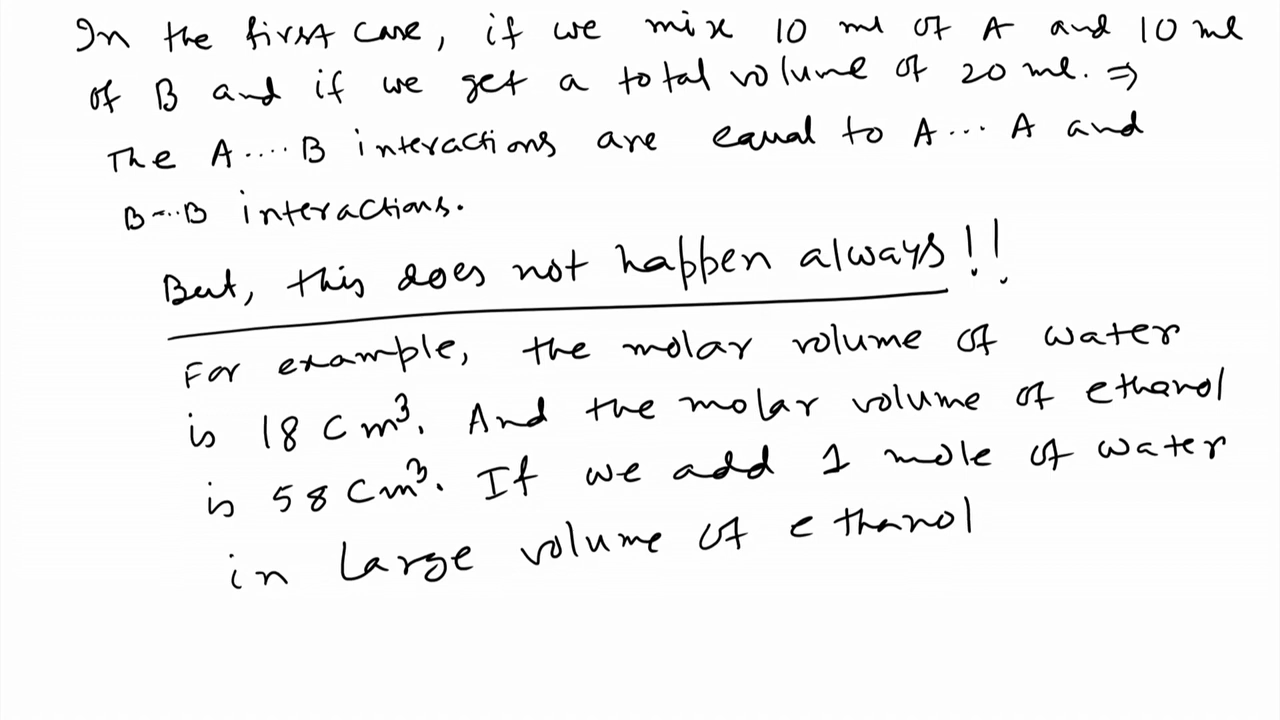 In the first case, if we mix 10 ml of A and 10 ml
of B and if we get a total volume of 20 ml. ⇒
The A....B interactions are equal to A...A and
B...B interactions.
But, this does not happen always!!
For example, the molar volume of water
is 18 cm³. And the molar volume of ethanol
is 58 cm³. If we add 1 mole of water
in large volume of ethanol